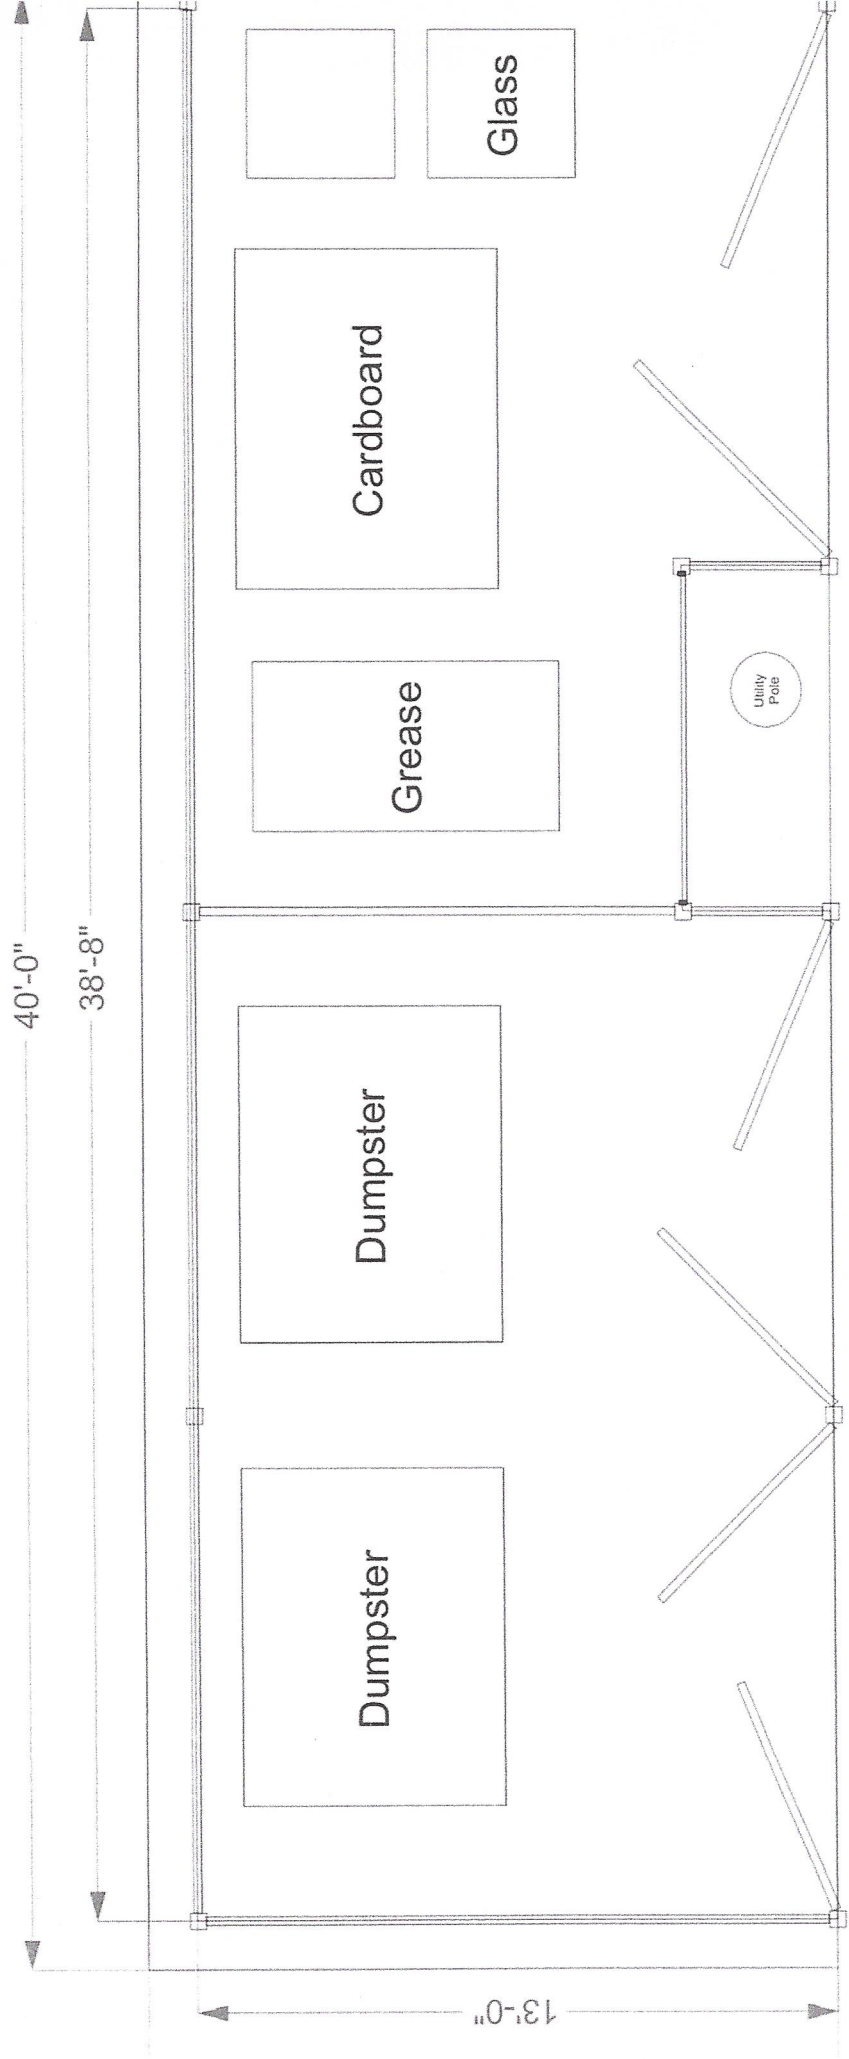 40'-0"
38'-8"
Glass
Cardboard
Grease
Utility
Pole
Dumpster
Dumpster
13'-0"